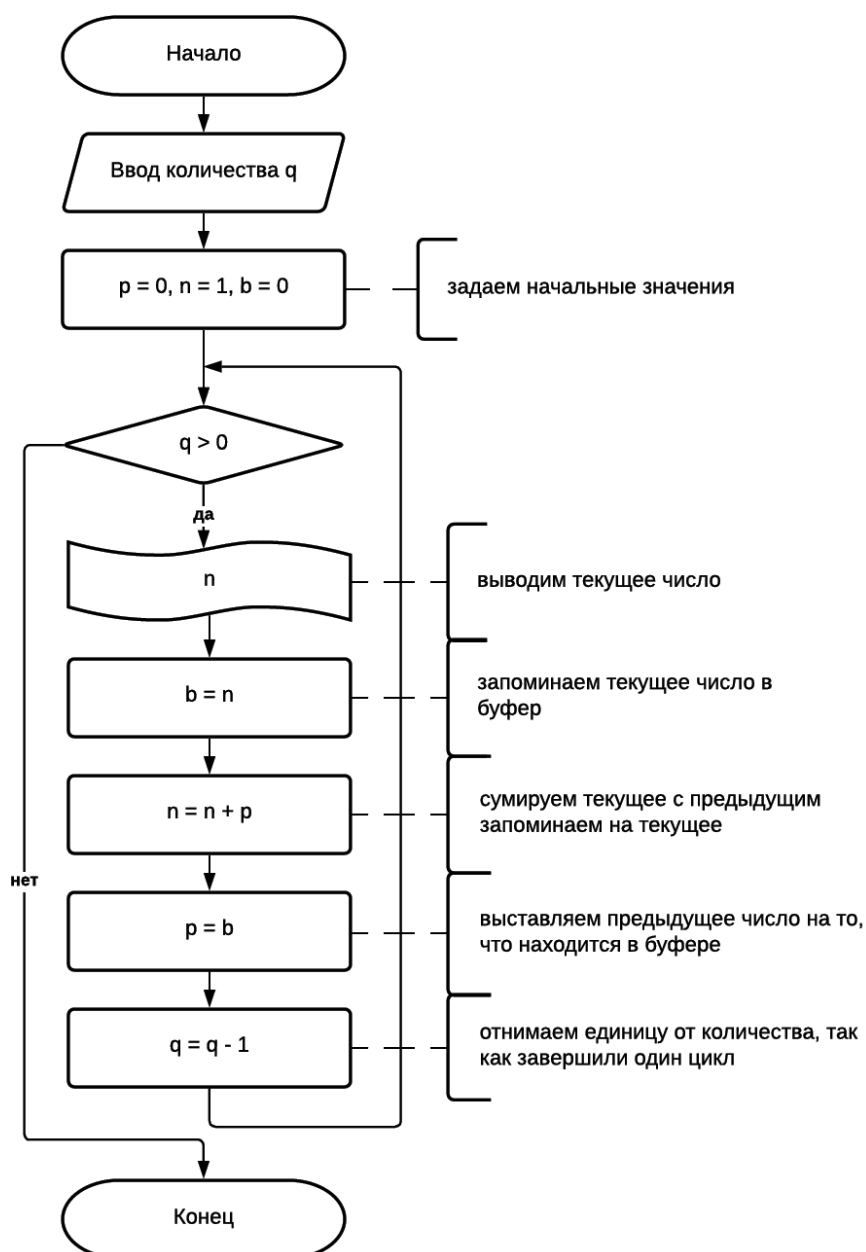 Начало
Ввод количества q
p = 0, n = 1, b = 0
задаем начальные значения
q > 0
да
n
выводим текущее число
b = n
запоминаем текущее число в
буфер
n = n + p
сумируем текущее с предыдущим
запоминаем на текущее
нет
p = b
выставляем предыдущее число на то,
что находится в буфере
q = q - 1
отнимаем единицу от количества, так
как завершили один цикл
Конец